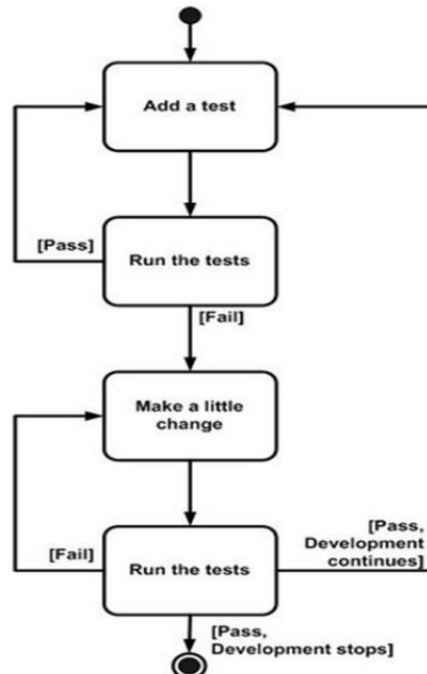 Add a test
[Pass]
Run the tests
[Fail]
Make a little
change
[Pass,
Development
continues]
[Fail]
Run the tests
[Pass,
Development stops]